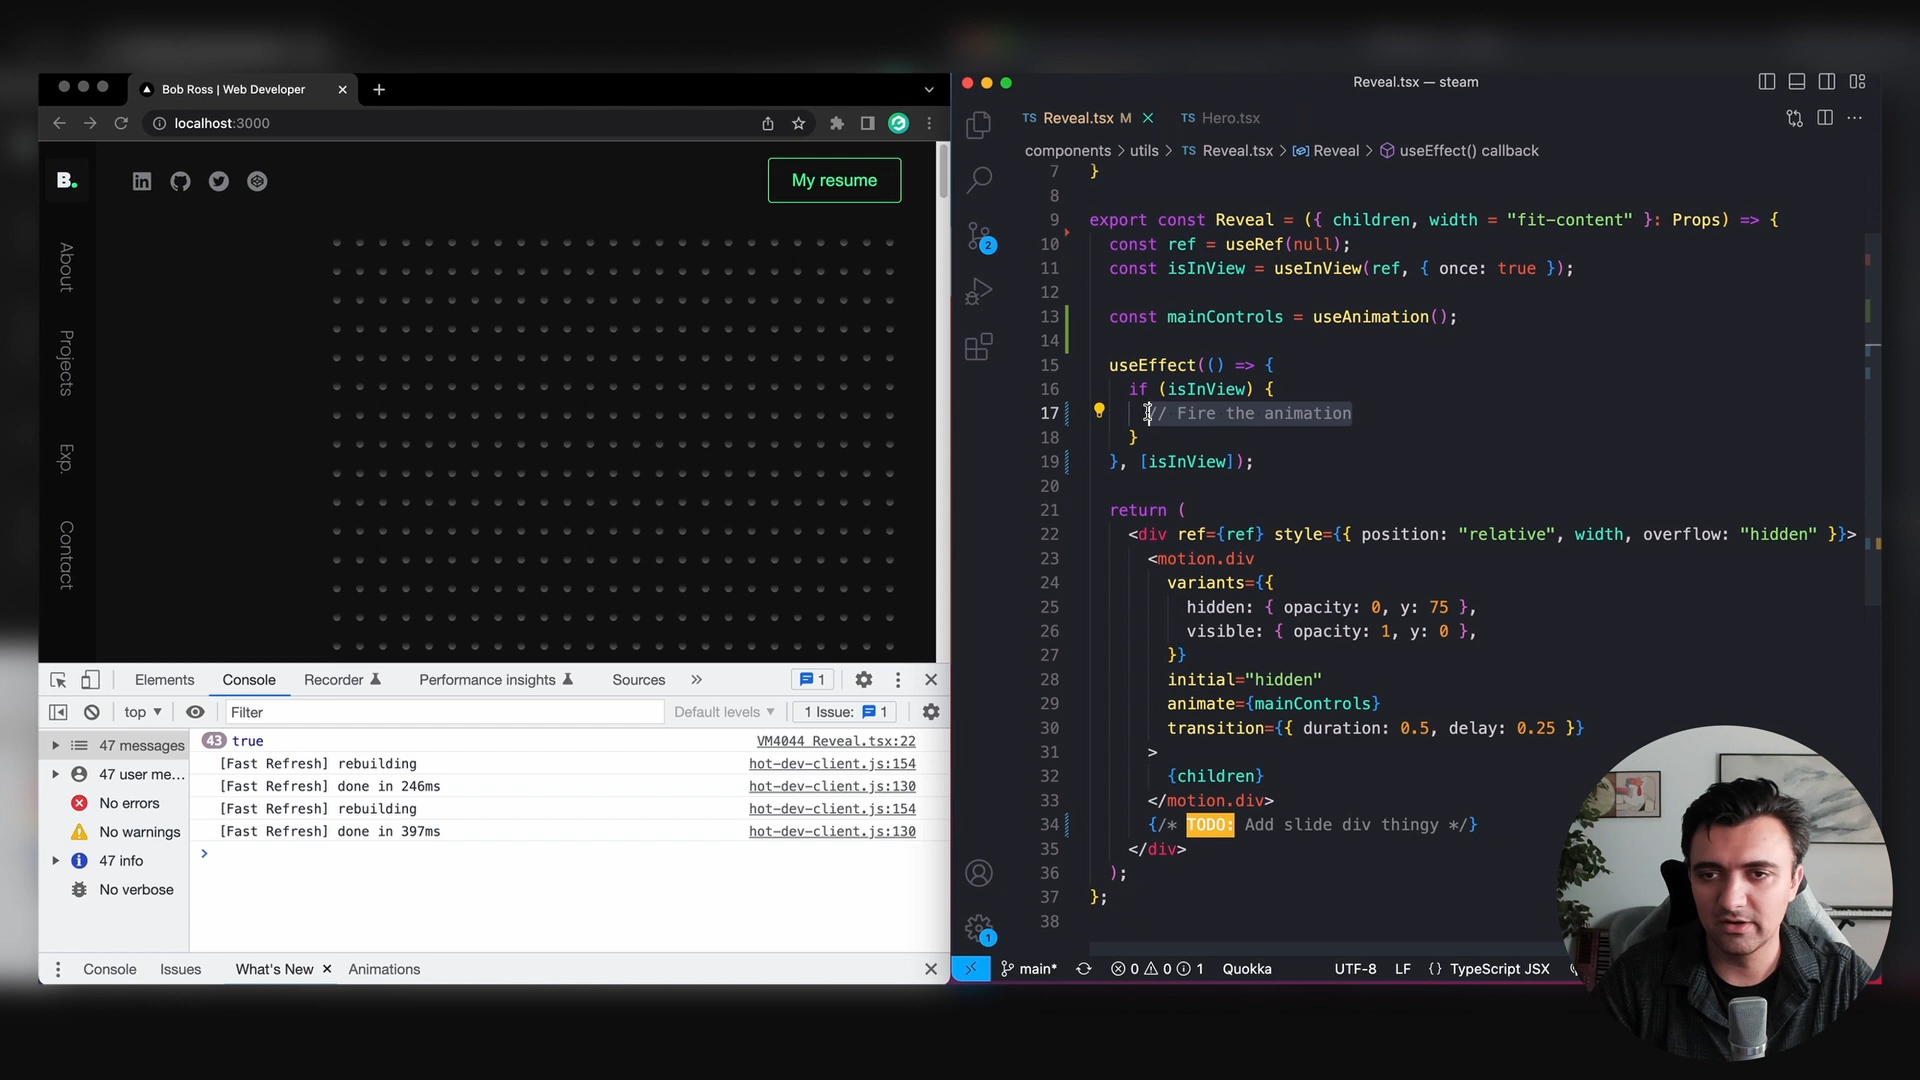 Bob Ross | Web Developer
localhost:3000
B.
My resume
About
Projects
Exp.
Contact
Elements
Console
Recorder
Performance insights
Sources
1
top
Filter
Default levels
1 Issue:
1
47 messages
47 user me...
No errors
No warnings
47 info
No verbose
43 true
VM4044 Reveal.tsx:22
[Fast Refresh] rebuilding
hot-dev-client.js:154
[Fast Refresh] done in 246ms
hot-dev-client.js:130
[Fast Refresh] rebuilding
hot-dev-client.js:154
[Fast Refresh] done in 397ms
hot-dev-client.js:130
Console
Issues
What's New
Animations
Reveal.tsx — steam
TS Reveal.tsx M
TS Hero.tsx
components > utils > TS Reveal.tsx > Reveal > useEffect() callback
2
1
7 }
8
9 export const Reveal = ({ children, width = "fit-content" }: Props) => {
10 const ref = useRef(null);
11 const isInView = useInView(ref, { once: true });
12
13 const mainControls = useAnimation();
14
15 useEffect(() => {
16 if (isInView) {
17 // Fire the animation
18 }
19 }, [isInView]);
20
21 return (
22 <div ref={ref} style={{ position: "relative", width, overflow: "hidden" }}>
23 <motion.div
24 variants={{
25 hidden: { opacity: 0, y: 75 },
26 visible: { opacity: 1, y: 0 },
27 }}
28 initial="hidden"
29 animate={mainControls}
30 transition={{ duration: 0.5, delay: 0.25 }}
31 >
32 {children}
33 </motion.div>
34 {/* TODO: Add slide div thingy */}
35 </div>
36 );
37 };
38
main*
0 0 1
Quokka
UTF-8
LF
{} TypeScript JSX